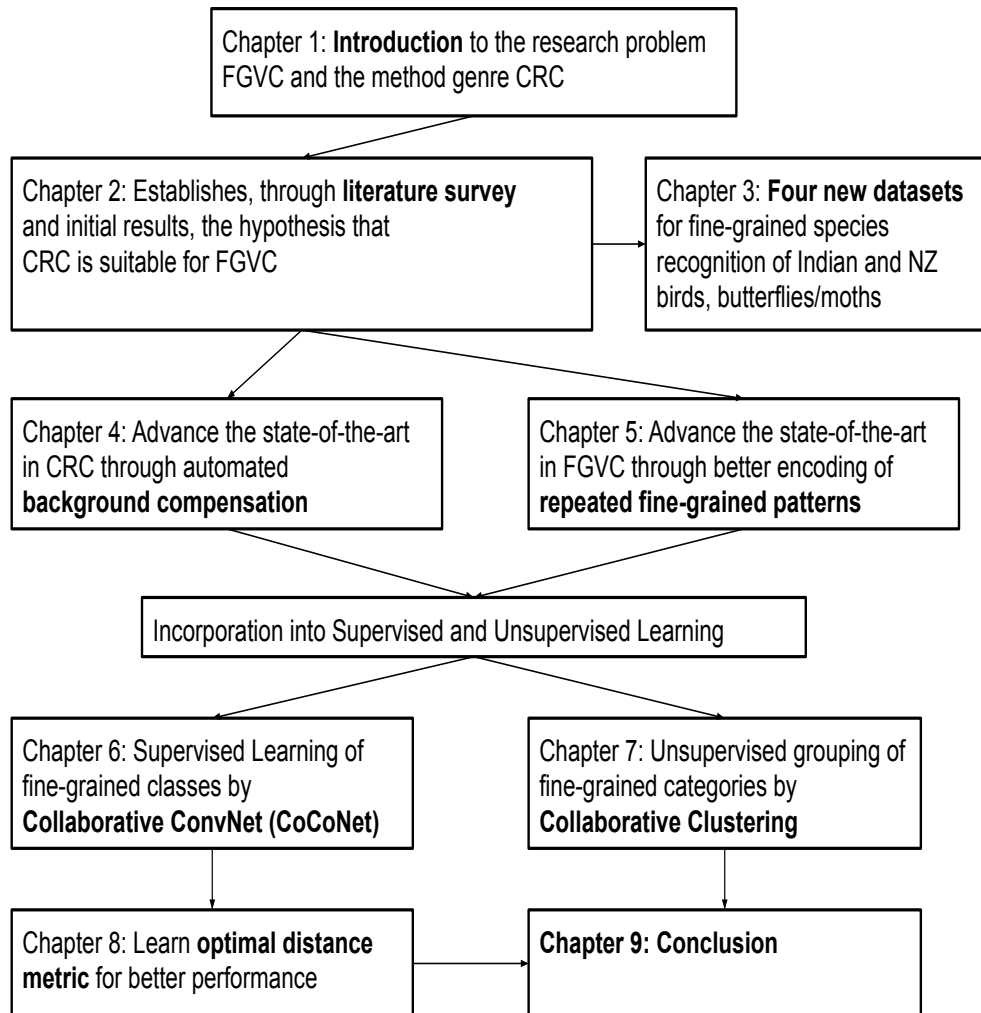 Chapter 1: Introduction to the research problem
FGVC and the method genre CRC
Chapter 2: Establishes, through literature survey
and initial results, the hypothesis that
CRC is suitable for FGVC
Chapter 3: Four new datasets
for fine-grained species
recognition of Indian and NZ
birds, butterflies/moths
Chapter 4: Advance the state-of-the-art
in CRC through automated
background compensation
Chapter 5: Advance the state-of-the-art
in FGVC through better encoding of
repeated fine-grained patterns
Incorporation into Supervised and Unsupervised Learning
Chapter 6: Supervised Learning of
fine-grained classes by
Collaborative ConvNet (CoCoNet)
Chapter 7: Unsupervised grouping of
fine-grained categories by
Collaborative Clustering
Chapter 8: Learn optimal distance
metric for better performance
Chapter 9: Conclusion